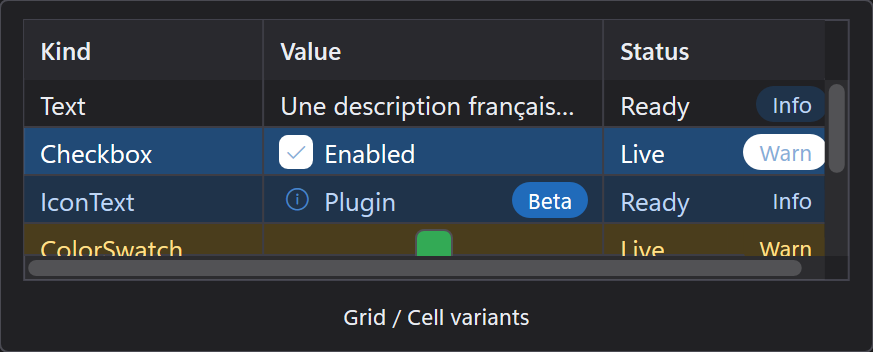 Kind Value Status
Text Une description français... Ready Info
Checkbox Enabled Live Warn
IconText Plugin Beta Ready Info
ColorSwatch Live Warn
Grid / Cell variants